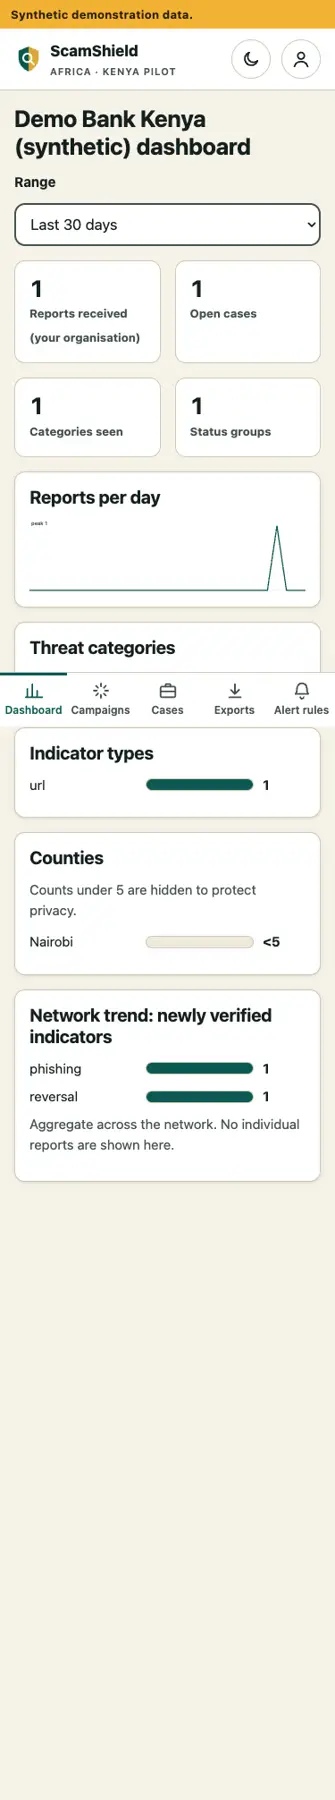 Synthetic demonstration data.
ScamShield
AFRICA · KENYA PILOT
Demo Bank Kenya
(synthetic) dashboard
Range
Last 30 days
1
Reports received
(your organisation)
1
Open cases
1
Categories seen
1
Status groups
Reports per day
peak 1
Threat categories
Dashboard
Campaigns
Cases
Exports
Alert rules
Indicator types
url 1
Counties
Counts under 5 are hidden to protect
privacy.
Nairobi <5
Network trend: newly verified
indicators
phishing 1
reversal 1
Aggregate across the network. No individual
reports are shown here.